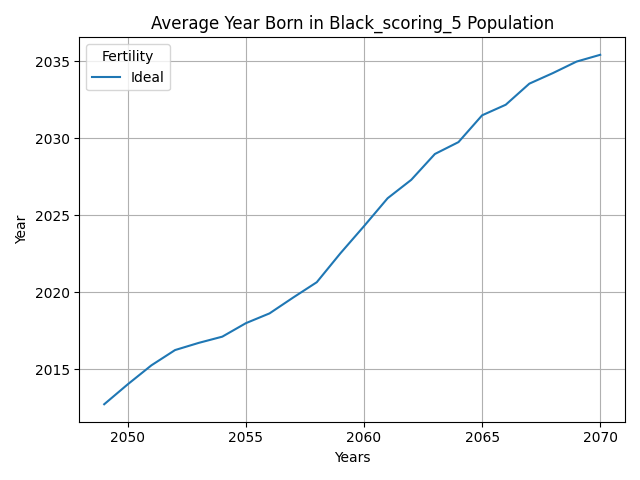 Average Year Born in Black_scoring_5 Population
Fertility
Ideal
2035
2030
2025
2020
2015
Year
2050 2055 2060 2065 2070
Years